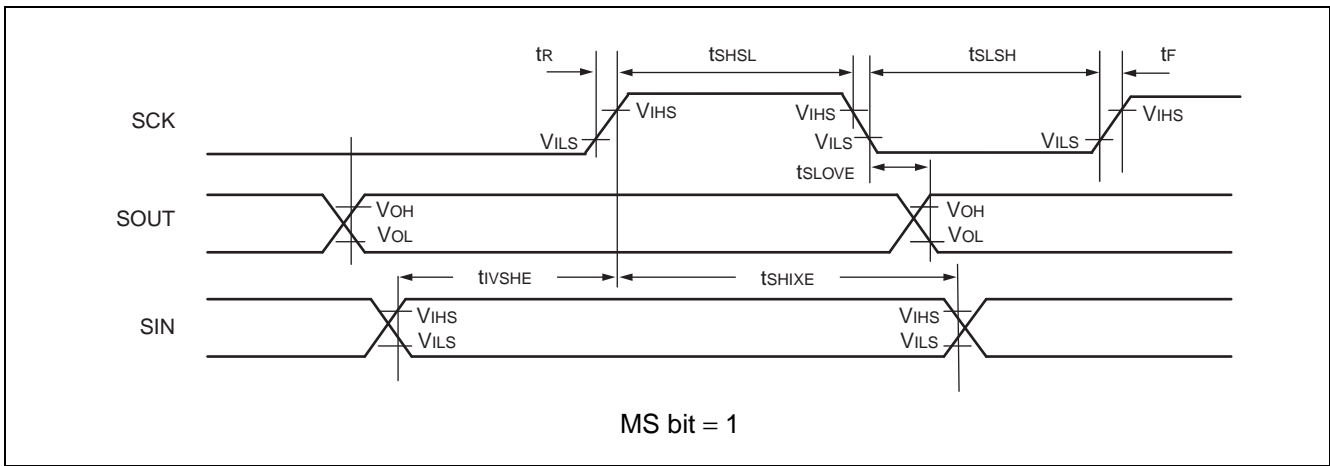 tR tSHSL tSLSH tF
SCK
VIHS VIHS VIHS
VILS VILS VILS
tSLOVE
SOUT
VOH VOH
VOL VOL
tIVSHE tSHIXE
SIN
VIHS VIHS
VILS VILS
MS bit = 1